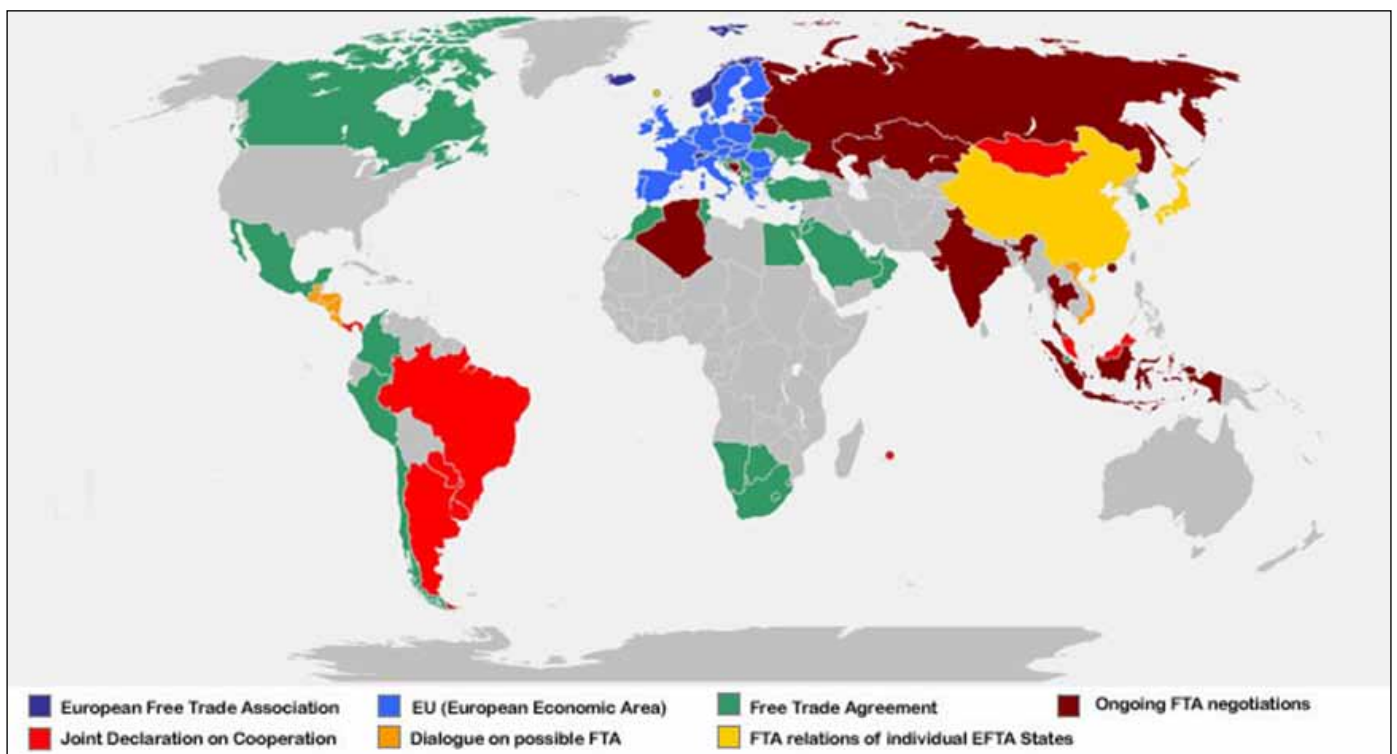 European Free Trade Association
EU (European Economic Area)
Free Trade Agreement
Ongoing FTA negotiations
Joint Declaration on Cooperation
Dialogue on possible FTA
FTA relations of individual EFTA States